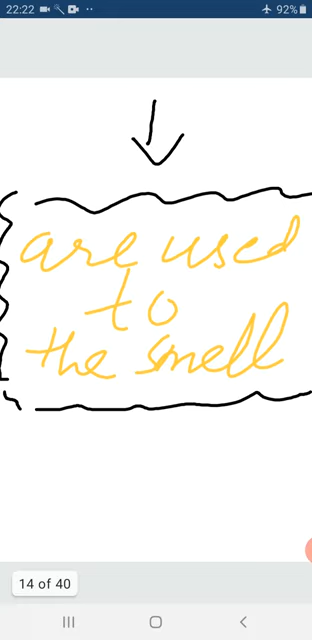 22:22
92%
are used
to
the smell
14 of 40